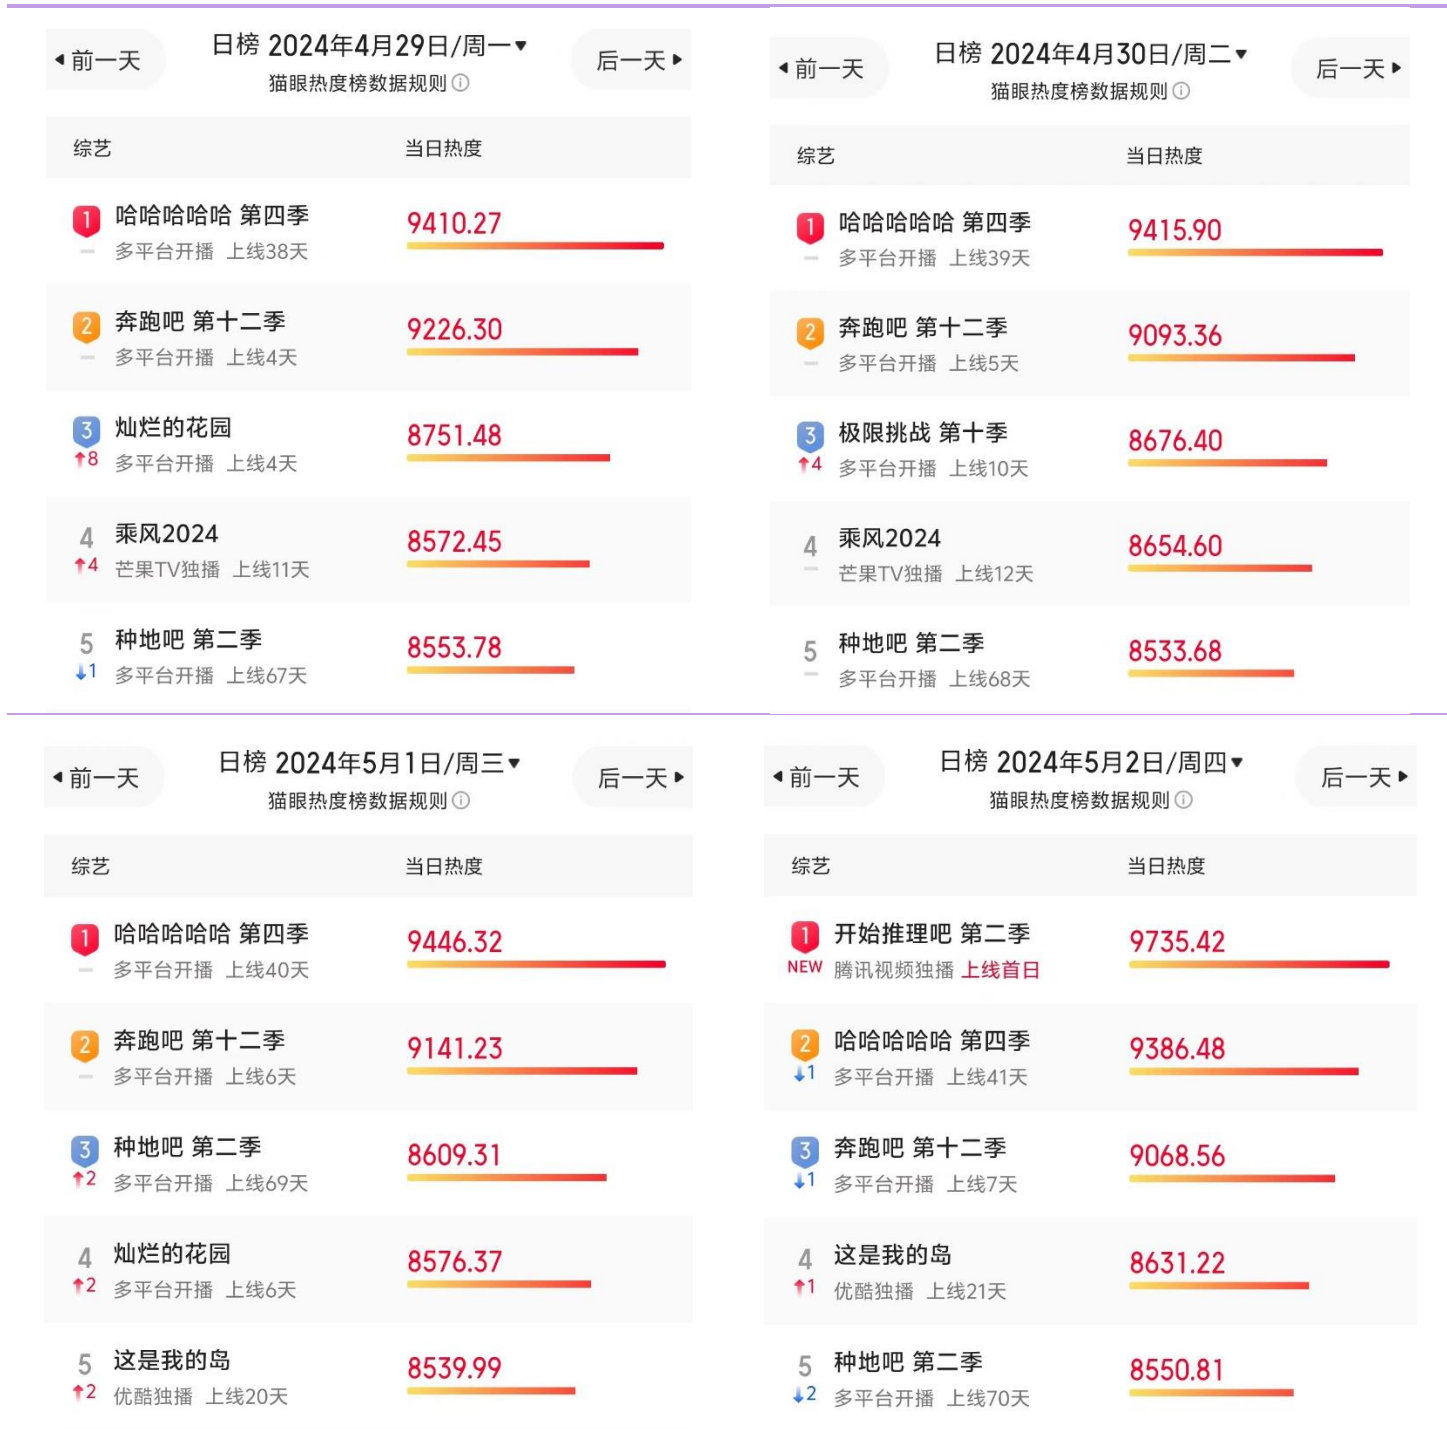 前一天
日榜 2024年4月29日/周一
猫眼热度榜数据规则
后一天
综艺 当日热度
1 哈哈哈哈哈 第四季 9410.27
多平台开播 上线38天
2 奔跑吧 第十二季 9226.30
多平台开播 上线4天
3 灿烂的花园 8751.48
8 多平台开播 上线4天
4 乘风2024 8572.45
4 芒果TV独播 上线11天
5 种地吧 第二季 8553.78
1 多平台开播 上线67天
前一天
日榜 2024年4月30日/周二
猫眼热度榜数据规则
后一天
综艺 当日热度
1 哈哈哈哈哈 第四季 9415.90
多平台开播 上线39天
2 奔跑吧 第十二季 9093.36
多平台开播 上线5天
3 极限挑战 第十季 8676.40
4 多平台开播 上线10天
4 乘风2024 8654.60
芒果TV独播 上线12天
5 种地吧 第二季 8533.68
多平台开播 上线68天
前一天
日榜 2024年5月1日/周三
猫眼热度榜数据规则
后一天
综艺 当日热度
1 哈哈哈哈哈 第四季 9446.32
多平台开播 上线40天
2 奔跑吧 第十二季 9141.23
多平台开播 上线6天
3 种地吧 第二季 8609.31
2 多平台开播 上线69天
4 灿烂的花园 8576.37
2 多平台开播 上线6天
5 这是我的岛 8539.99
2 优酷独播 上线20天
前一天
日榜 2024年5月2日/周四
猫眼热度榜数据规则
后一天
综艺 当日热度
1 开始推理吧 第二季 9735.42
NEW 腾讯视频独播 上线首日
2 哈哈哈哈哈 第四季 9386.48
1 多平台开播 上线41天
3 奔跑吧 第十二季 9068.56
1 多平台开播 上线7天
4 这是我的岛 8631.22
1 优酷独播 上线21天
5 种地吧 第二季 8550.81
2 多平台开播 上线70天